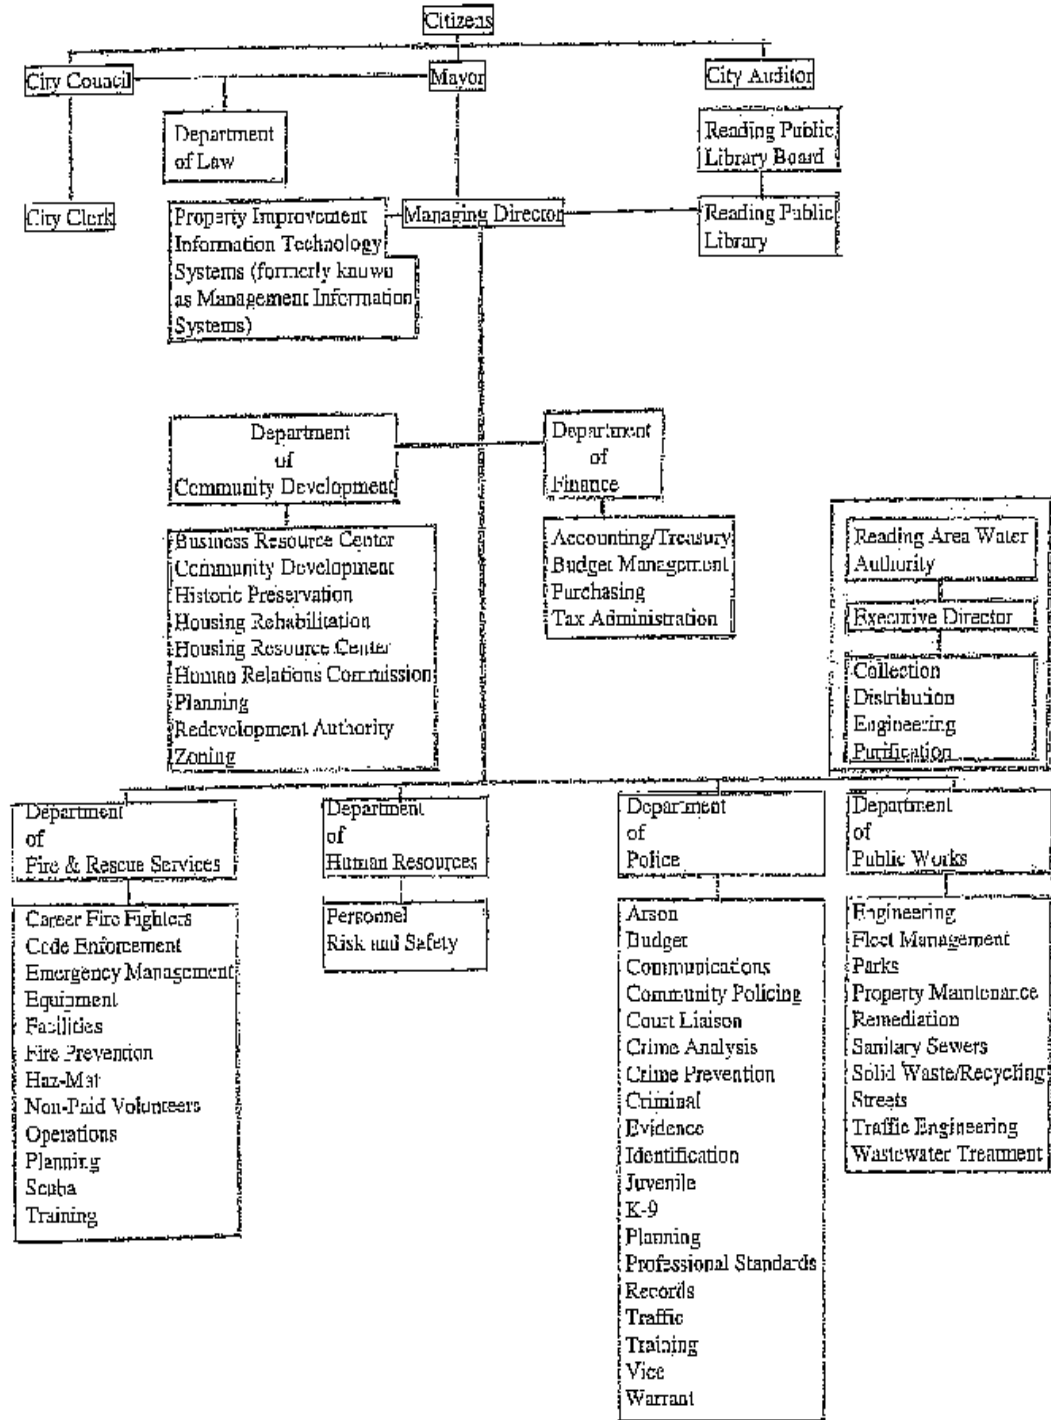 Citizens
City Council
Mayor
City Auditor
Department
of Law
Reading Public
Library Board
City Clerk
Property Improvement
Information Technology
Systems (formerly known
as Management Information
Systems)
Managing Director
Reading Public
Library
Department
of
Community Development
Department
of
Finance
Business Resource Center
Community Development
Historic Preservation
Housing Rehabilitation
Housing Resource Center
Human Relations Commission
Planning
Redevelopment Authority
Zoning
Accounting/Treasury
Budget Management
Purchasing
Tax Administration
Reading Area Water
Authority
Executive Director
Collection
Distribution
Engineering
Purification
Department
of
Fire & Rescue Services
Department
of
Human Resources
Department
of
Police
Department
of
Public Works
Career Fire Fighters
Code Enforcement
Emergency Management
Equipment
Facilities
Fire Prevention
Haz-Mat
Non-Paid Volunteers
Operations
Planning
Scuba
Training
Personnel
Risk and Safety
Arson
Budget
Communications
Community Policing
Court Liaison
Crime Analysis
Crime Prevention
Criminal
Evidence
Identification
Juvenile
K-9
Planning
Professional Standards
Records
Traffic
Training
Vice
Warrant
Engineering
Fleet Management
Parks
Property Maintenance
Remediation
Sanitary Sewers
Solid Waste/Recycling
Streets
Traffic Engineering
Wastewater Treatment